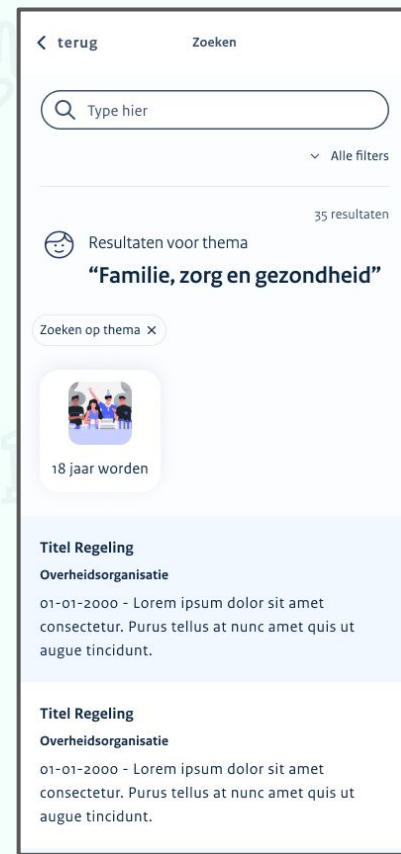 terug
Zoeken
Type hier
Alle filters
35 resultaten
Resultaten voor thema
“Familie, zorg en gezondheid”
Zoeken op thema ×
18 jaar worden
Titel Regeling
Overheidsorganisatie
01-01-2000 - Lorem ipsum dolor sit amet
consectetur. Purus tellus at nunc amet quis ut
augue tincidunt.
Titel Regeling
Overheidsorganisatie
01-01-2000 - Lorem ipsum dolor sit amet
consectetur. Purus tellus at nunc amet quis ut
augue tincidunt.